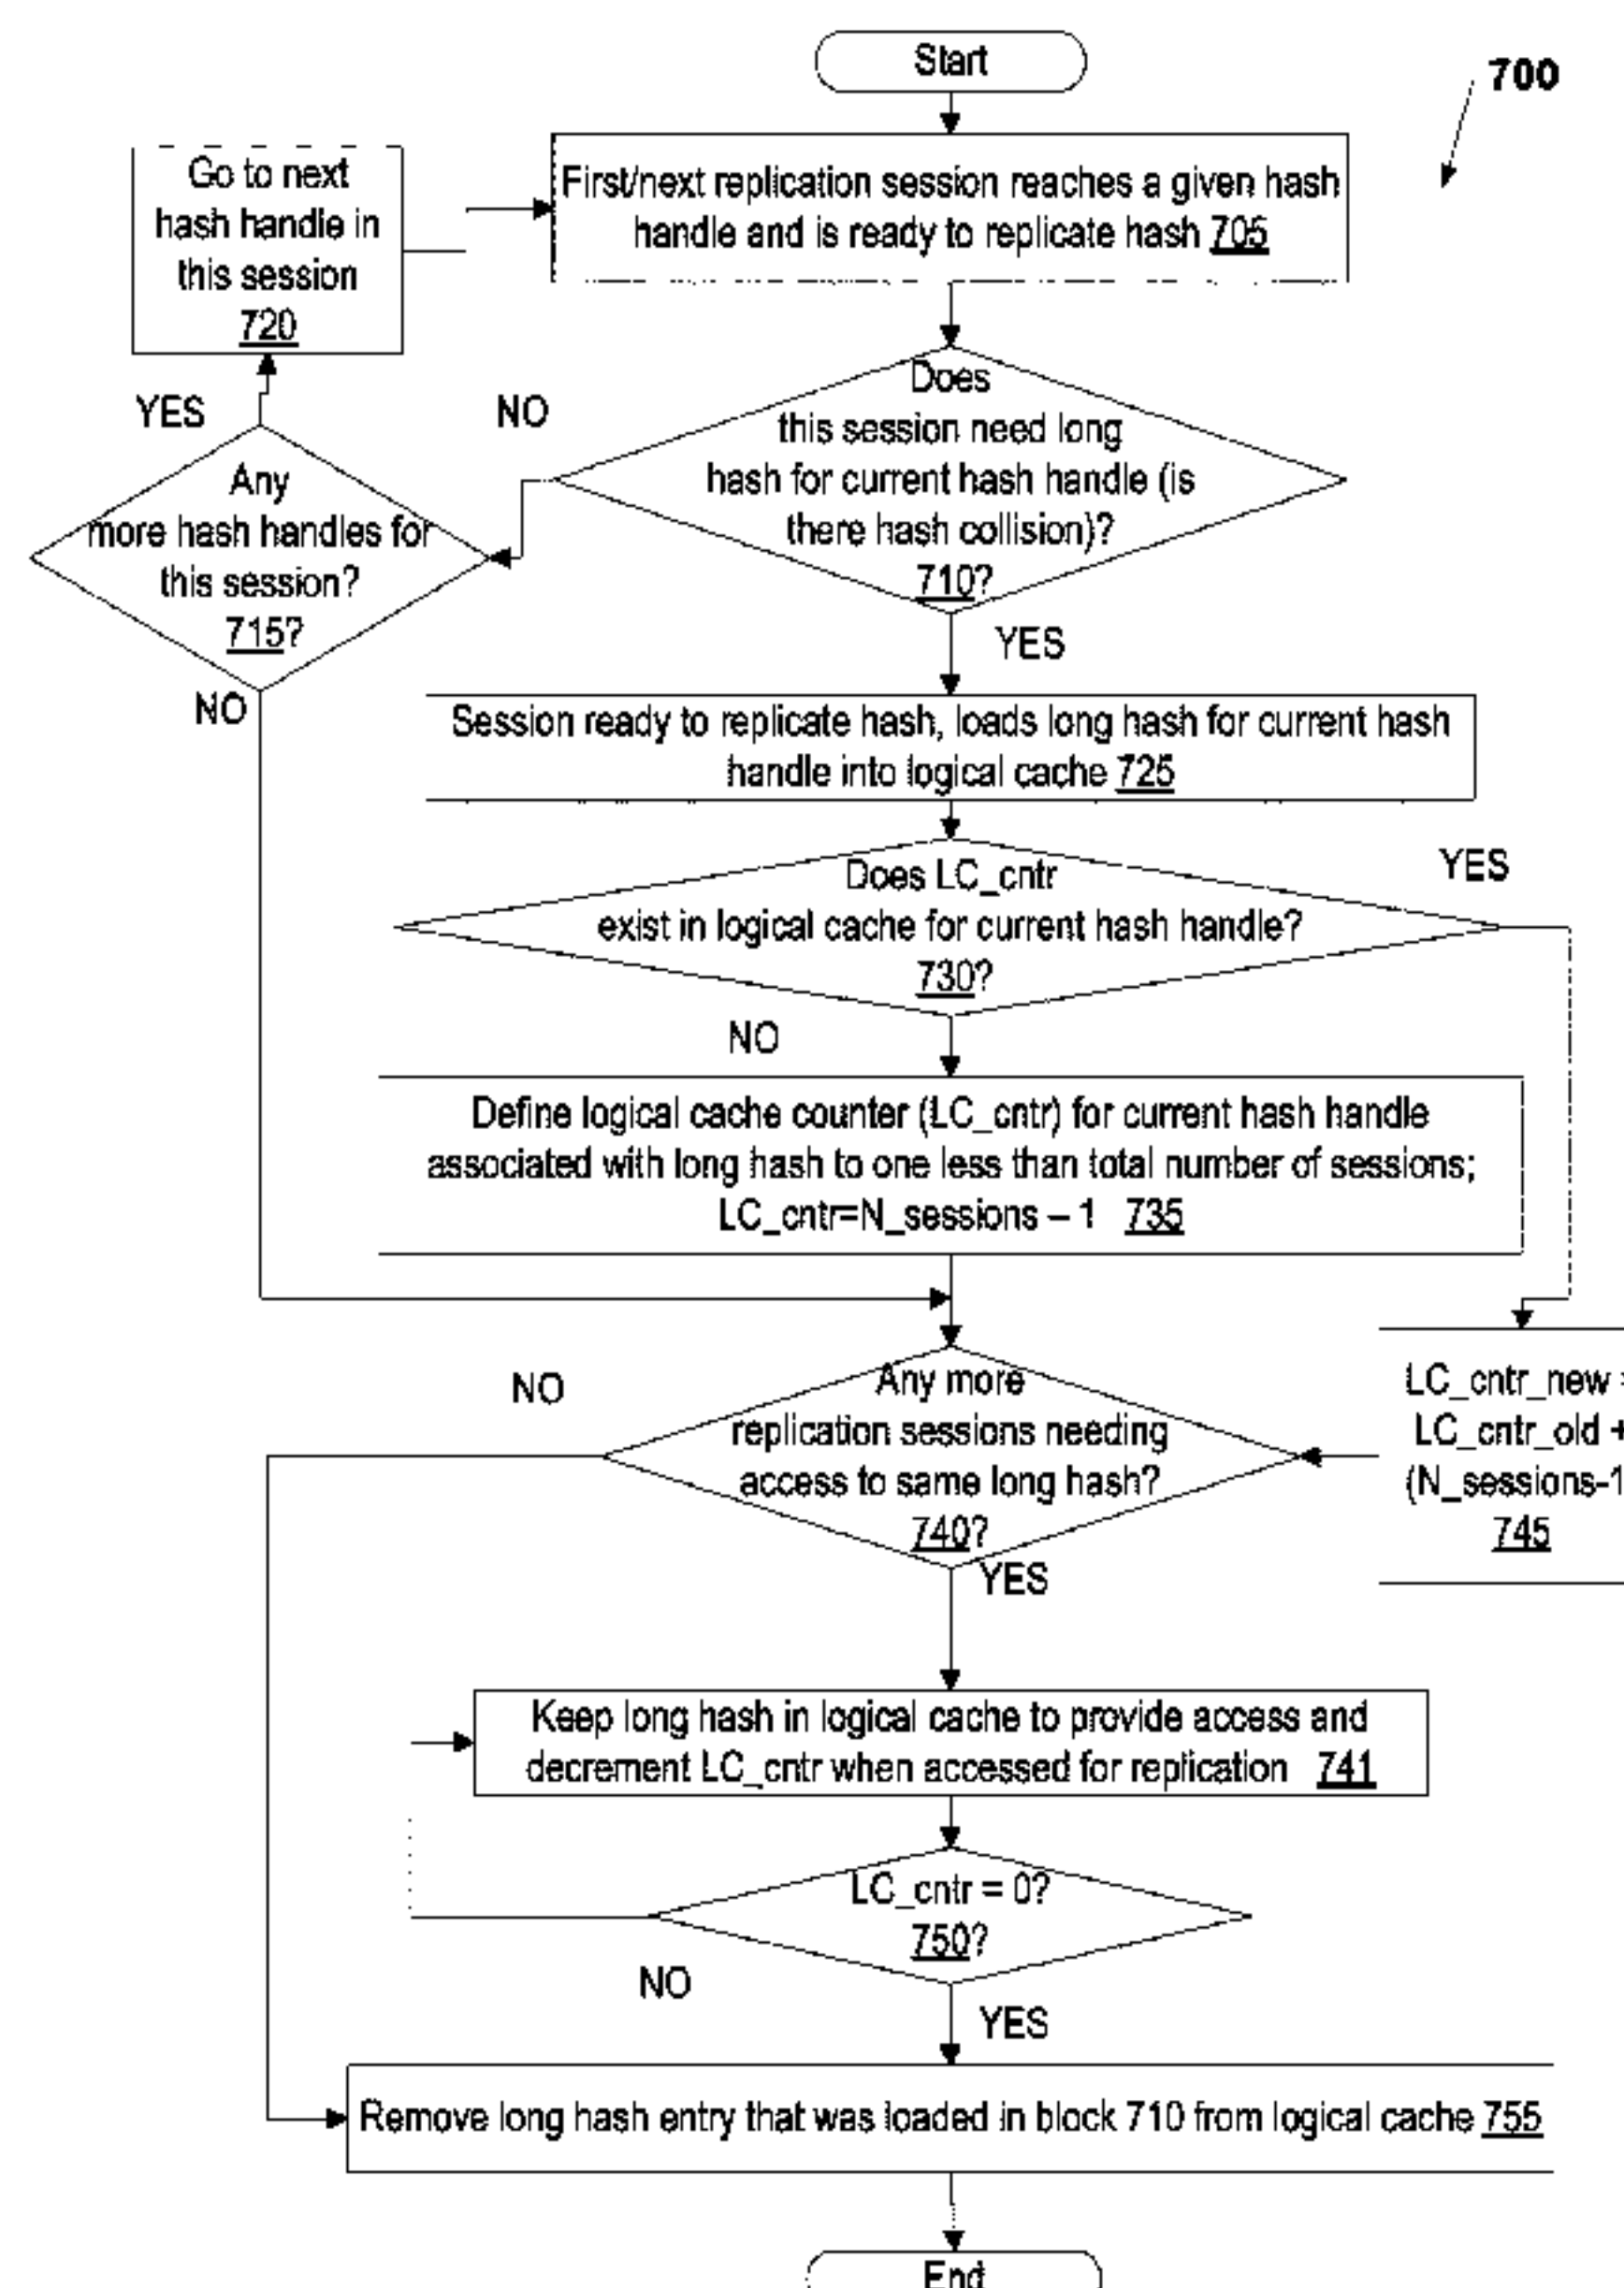 Start
700
Go to next
hash handle in
this session
720
First/next replication session reaches a given hash
handle and is ready to replicate hash 705
Does
this session need long
hash for current hash handle (is
there hash collision)?
710?
YES
NO
Any
more hash handles for
this session?
715?
NO
YES
Session ready to replicate hash, loads long hash for current hash
handle into logical cache 725
Does LC_cntr
exist in logical cache for current hash handle?
730?
YES
NO
Define logical cache counter (LC_cntr) for current hash handle
associated with long hash to one less than total number of sessions;
LC_cntr=N_sessions – 1 735
Any more
replication sessions needing
access to same long hash?
740?
NO
YES
LC_cntr_new
LC_cntr_old +
(N_sessions-1
745
Keep long hash in logical cache to provide access and
decrement LC_cntr when accessed for replication 741
LC_cntr = 0?
750?
NO
YES
Remove long hash entry that was loaded in block 710 from logical cache 755
End